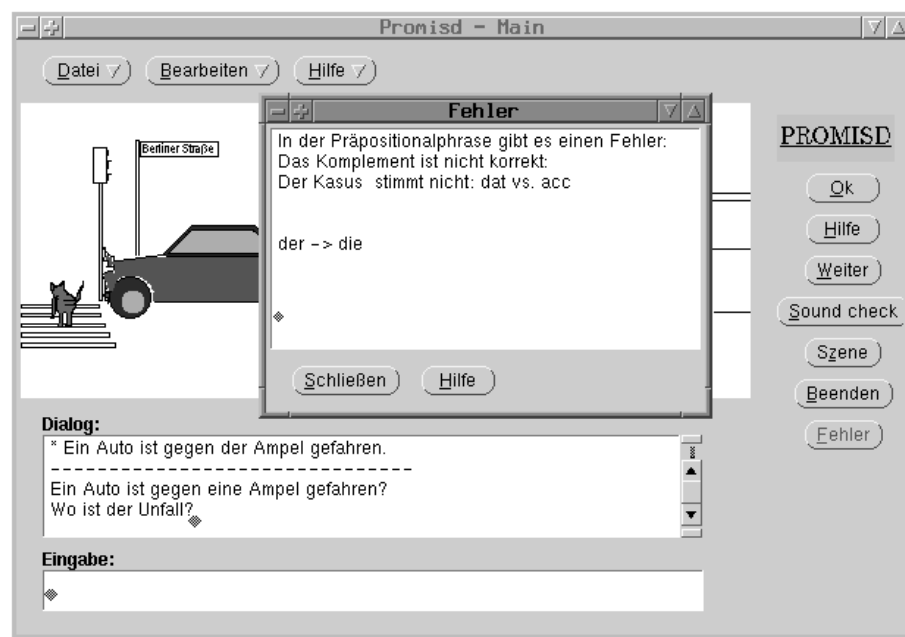 Promisd - Main
Datei
Bearbeiten
Hilfe
Berliner Straße
Fehler
In der Präpositionalphrase gibt es einen Fehler:
Das Komplement ist nicht korrekt:
Der Kasus stimmt nicht: dat vs. acc
der -> die
Schließen
Hilfe
PROMISD
Ok
Hilfe
Weiter
Sound check
Szene
Beenden
Fehler
Dialog:
* Ein Auto ist gegen der Ampel gefahren.
--------------------------------
Ein Auto ist gegen eine Ampel gefahren?
Wo ist der Unfall?
Eingabe: